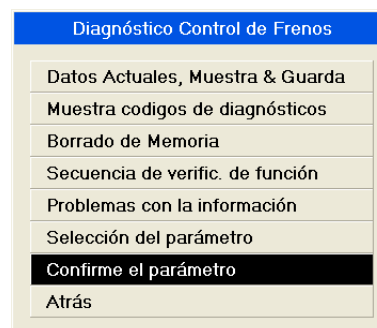 Diagnóstico Control de Frenos
Datos Actuales, Muestra & Guarda
Muestra codigos de diagnósticos
Borrado de Memoria
Secuencia de verific. de función
Problemas con la información
Selección del parámetro
Confirme el parámetro
Atrás